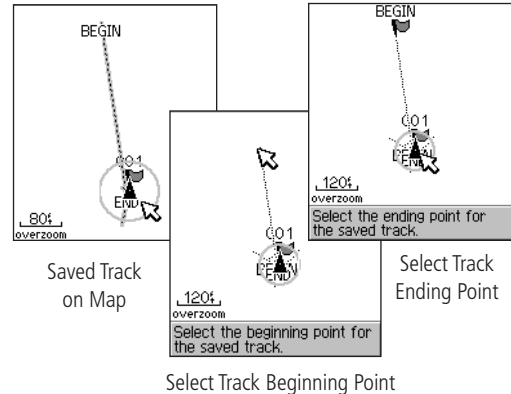 BEGIN
001
END
80ft
overzoom
Saved Track
on Map
001
END
120ft
overzoom
Select the beginning point for
the saved track.
Select Track Beginning Point
BEGIN
001
END
120ft
overzoom
Select the ending point for
the saved track.
Select Track
Ending Point